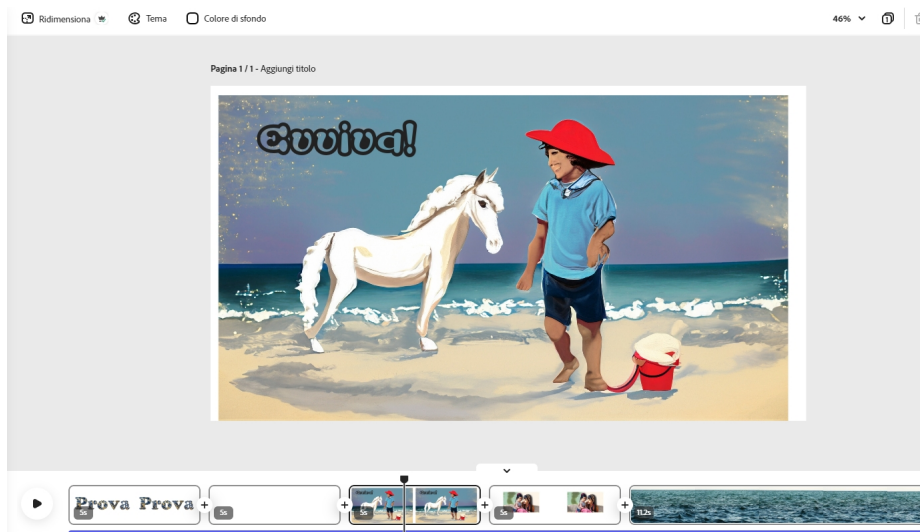 Ridimensiona Tema Colore di sfondo 46% 1
Pagina 1 / 1 - Aggiungi titolo
Evviva!
Prova Prova
5s 5s 5s 5s 11.2s